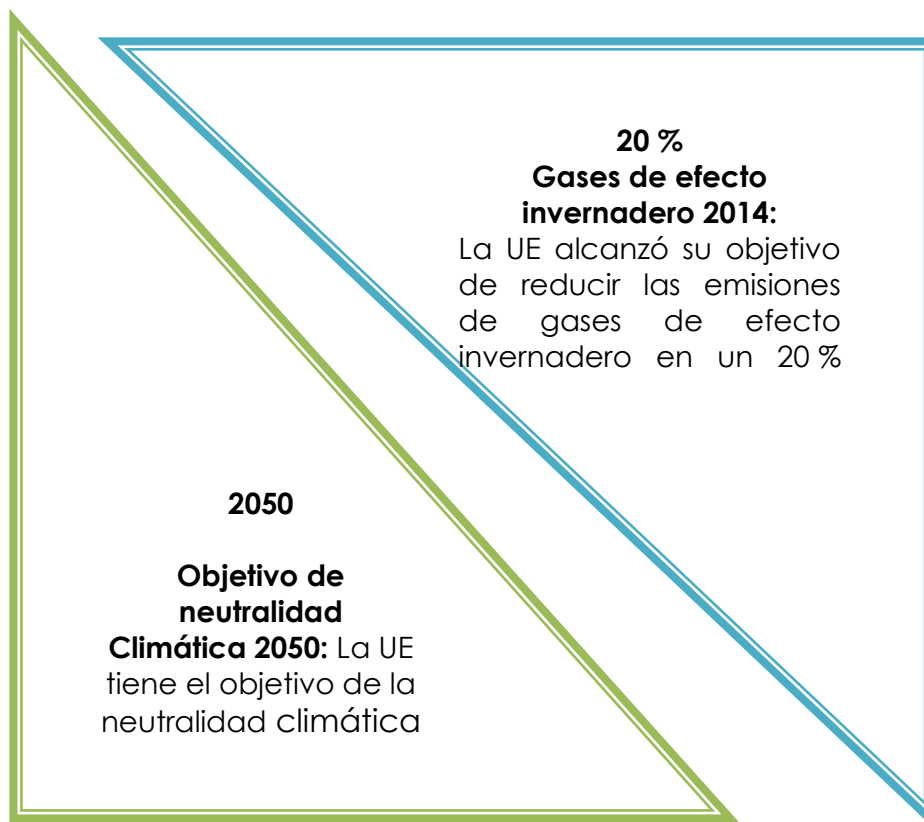 20 %
Gases de efecto
invernadero 2014:
La UE alcanzó su objetivo
de reducir las emisiones
de gases de efecto
invernadero en un 20 %
2050
Objetivo de
neutralidad
Climática 2050: La UE
tiene el objetivo de la
neutralidad climática